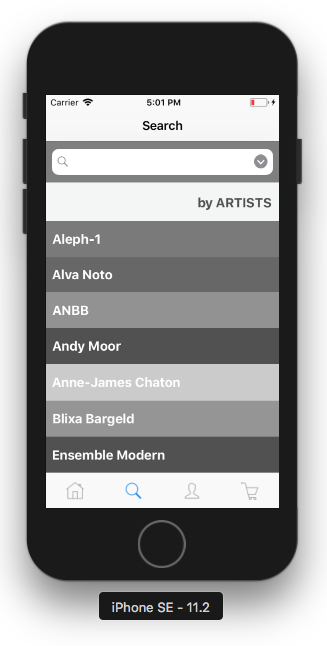 Carrier 5:01 PM
Search
by ARTISTS
Aleph-1
Alva Noto
ANBB
Andy Moor
Anne-James Chaton
Blixa Bargeld
Ensemble Modern
iPhone SE - 11.2